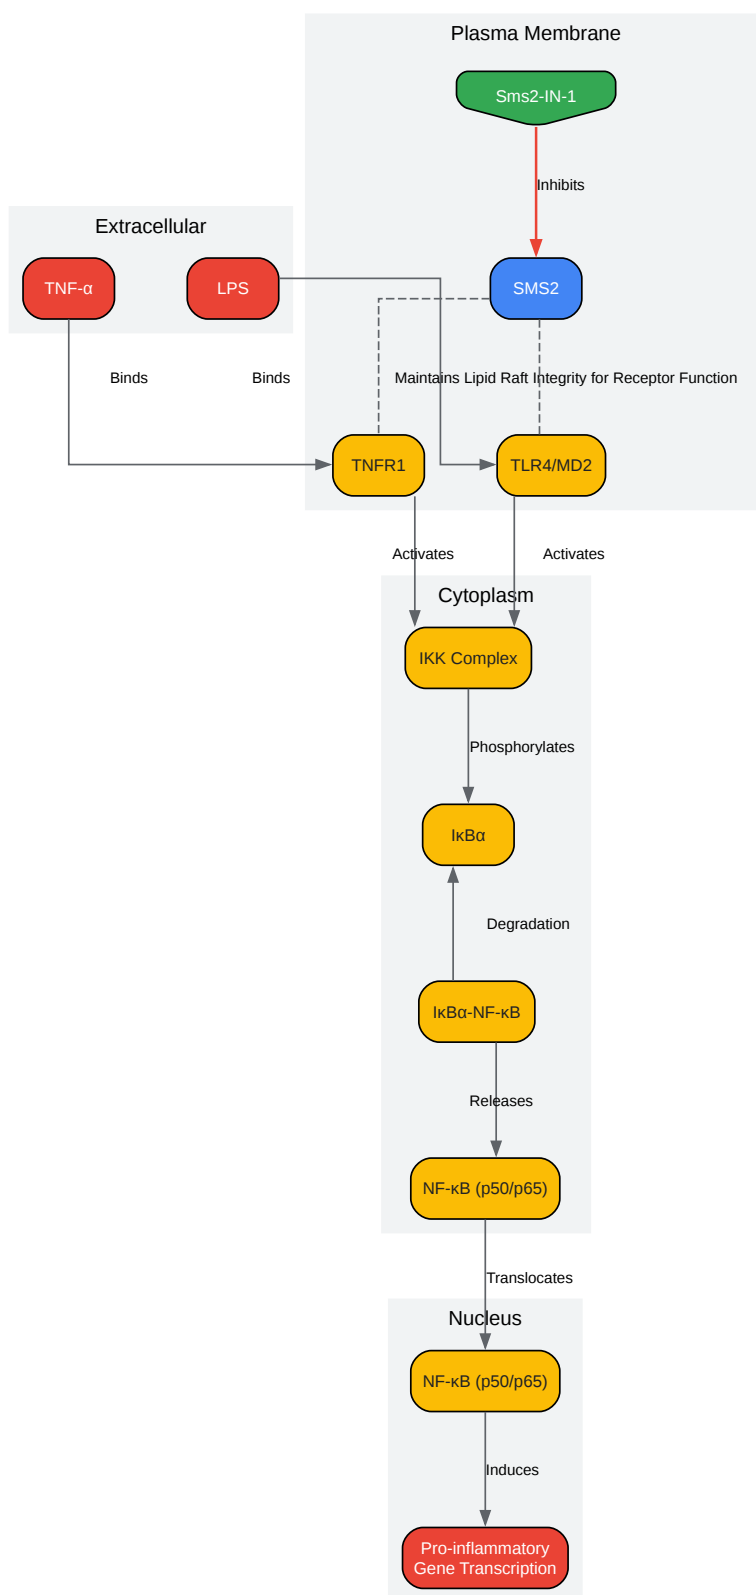 Plasma Membrane
Sms2-IN-1
Inhibits
Extracellular
TNF-α
LPS
SMS2
Binds
Binds
Maintains Lipid Raft Integrity for Receptor Function
TNFR1
TLR4/MD2
Activates
Activates
Cytoplasm
IKK Complex
Phosphorylates
IκBα
Degradation
IκBα-NF-κB
Releases
NF-κB (p50/p65)
Translocates
Nucleus
NF-κB (p50/p65)
Induces
Pro-inflammatory
Gene Transcription